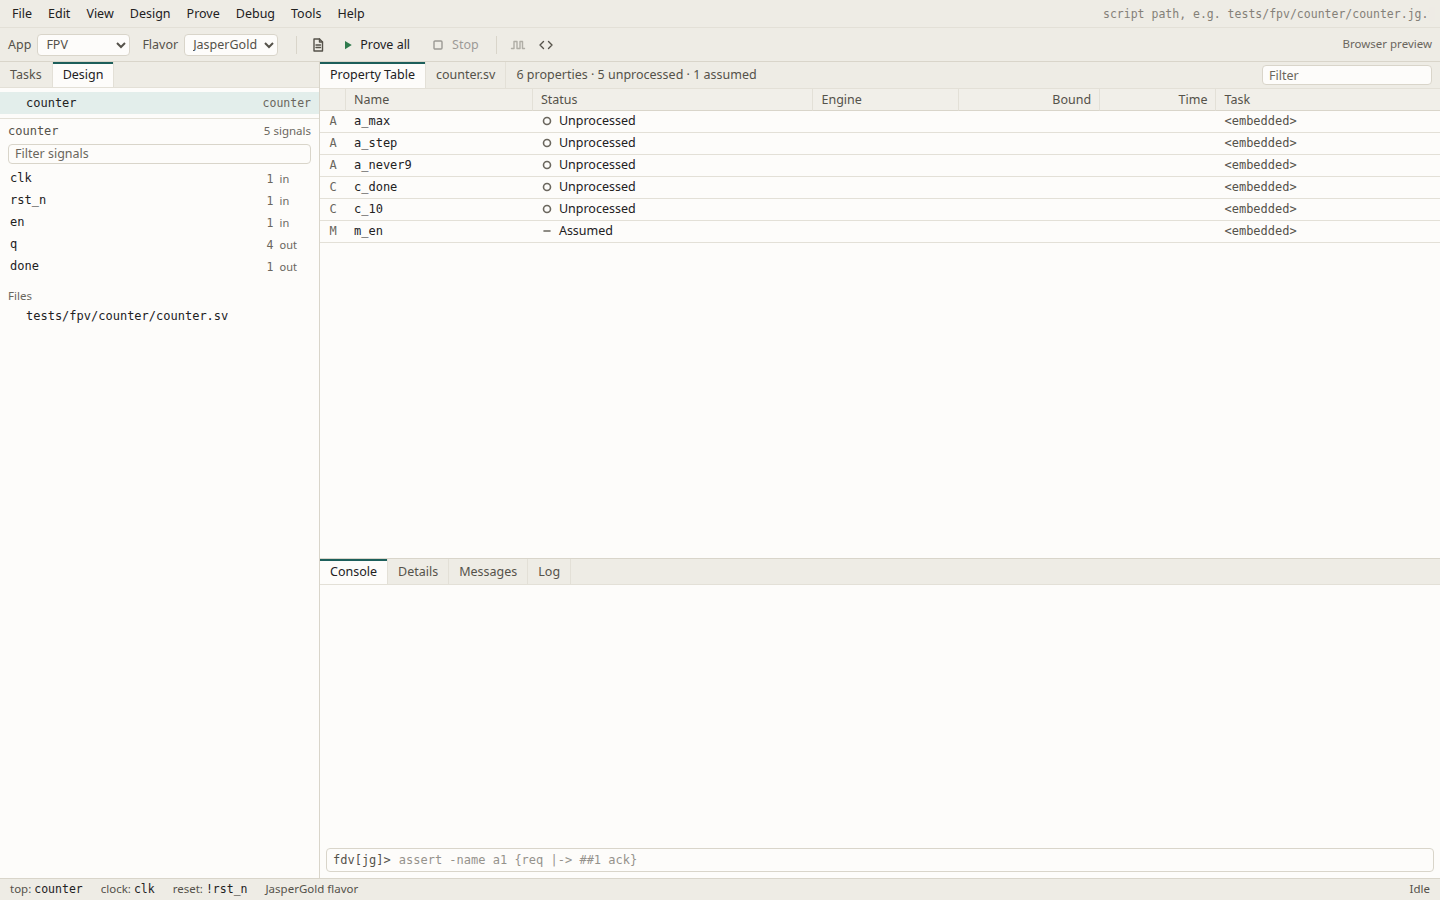 File Edit View Design Prove Debug Tools Help script path, e.g. tests/fpv/counter/counter.jg.
App FPV Flavor JasperGold Prove all Stop Browser preview
Tasks Design Property Table counter.sv 6 properties · 5 unprocessed · 1 assumed Filter
counter counter
counter 5 signals
Filter signals
clk 1 in
rst_n 1 in
en 1 in
q 4 out
done 1 out
Files
tests/fpv/counter/counter.sv
Name Status Engine Bound Time Task
A a_max Unprocessed <embedded>
A a_step Unprocessed <embedded>
A a_never9 Unprocessed <embedded>
C c_done Unprocessed <embedded>
C c_10 Unprocessed <embedded>
M m_en Assumed <embedded>
Console Details Messages Log
fdv[jg]> assert -name a1 {req |-> ##1 ack}
top: counter clock: clk reset: !rst_n JasperGold flavor Idle